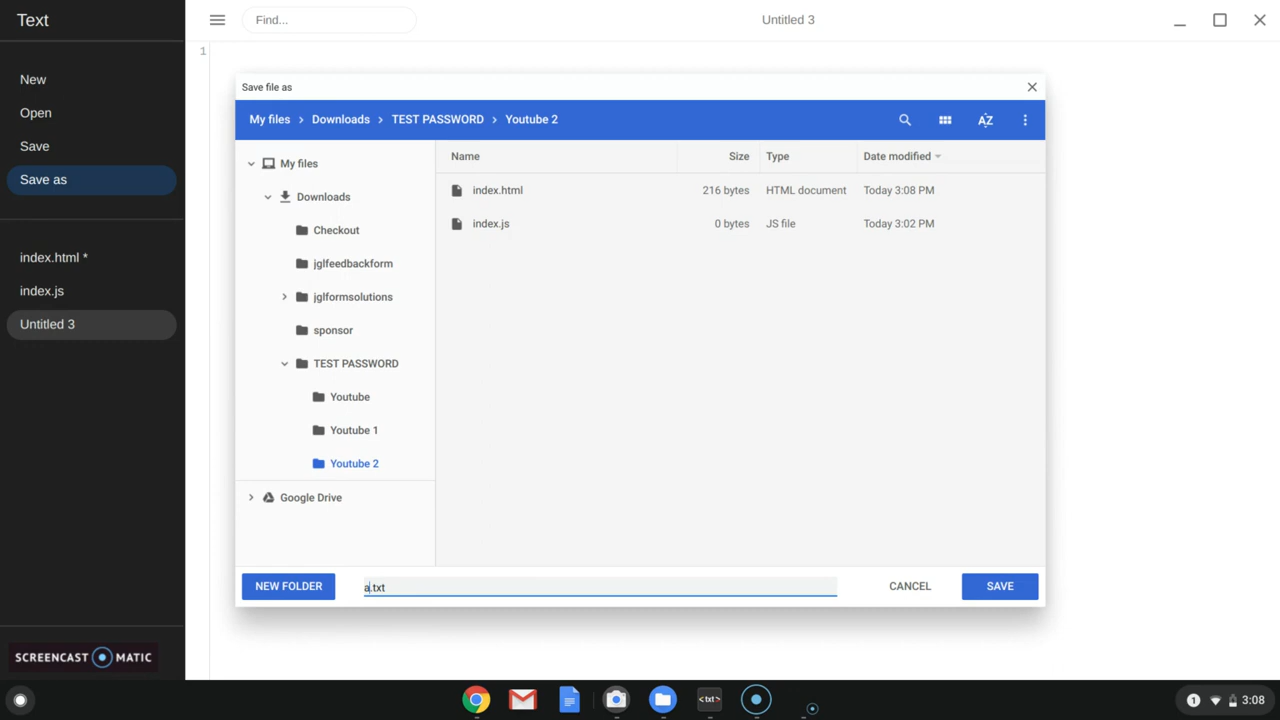 Text
Find...
Untitled 3
New
Open
Save
Save as
index.html *
index.js
Untitled 3
1
Save file as
My files > Downloads > TEST PASSWORD > Youtube 2
AZ
My files
Downloads
Checkout
jglfeedbackform
jglformsolutions
sponsor
TEST PASSWORD
Youtube
Youtube 1
Youtube 2
Google Drive
Name Size Type Date modified
index.html 216 bytes HTML document Today 3:08 PM
index.js 0 bytes JS file Today 3:02 PM
NEW FOLDER
a.txt
CANCEL
SAVE
SCREENCAST MATIC
<txt>
1
3:08